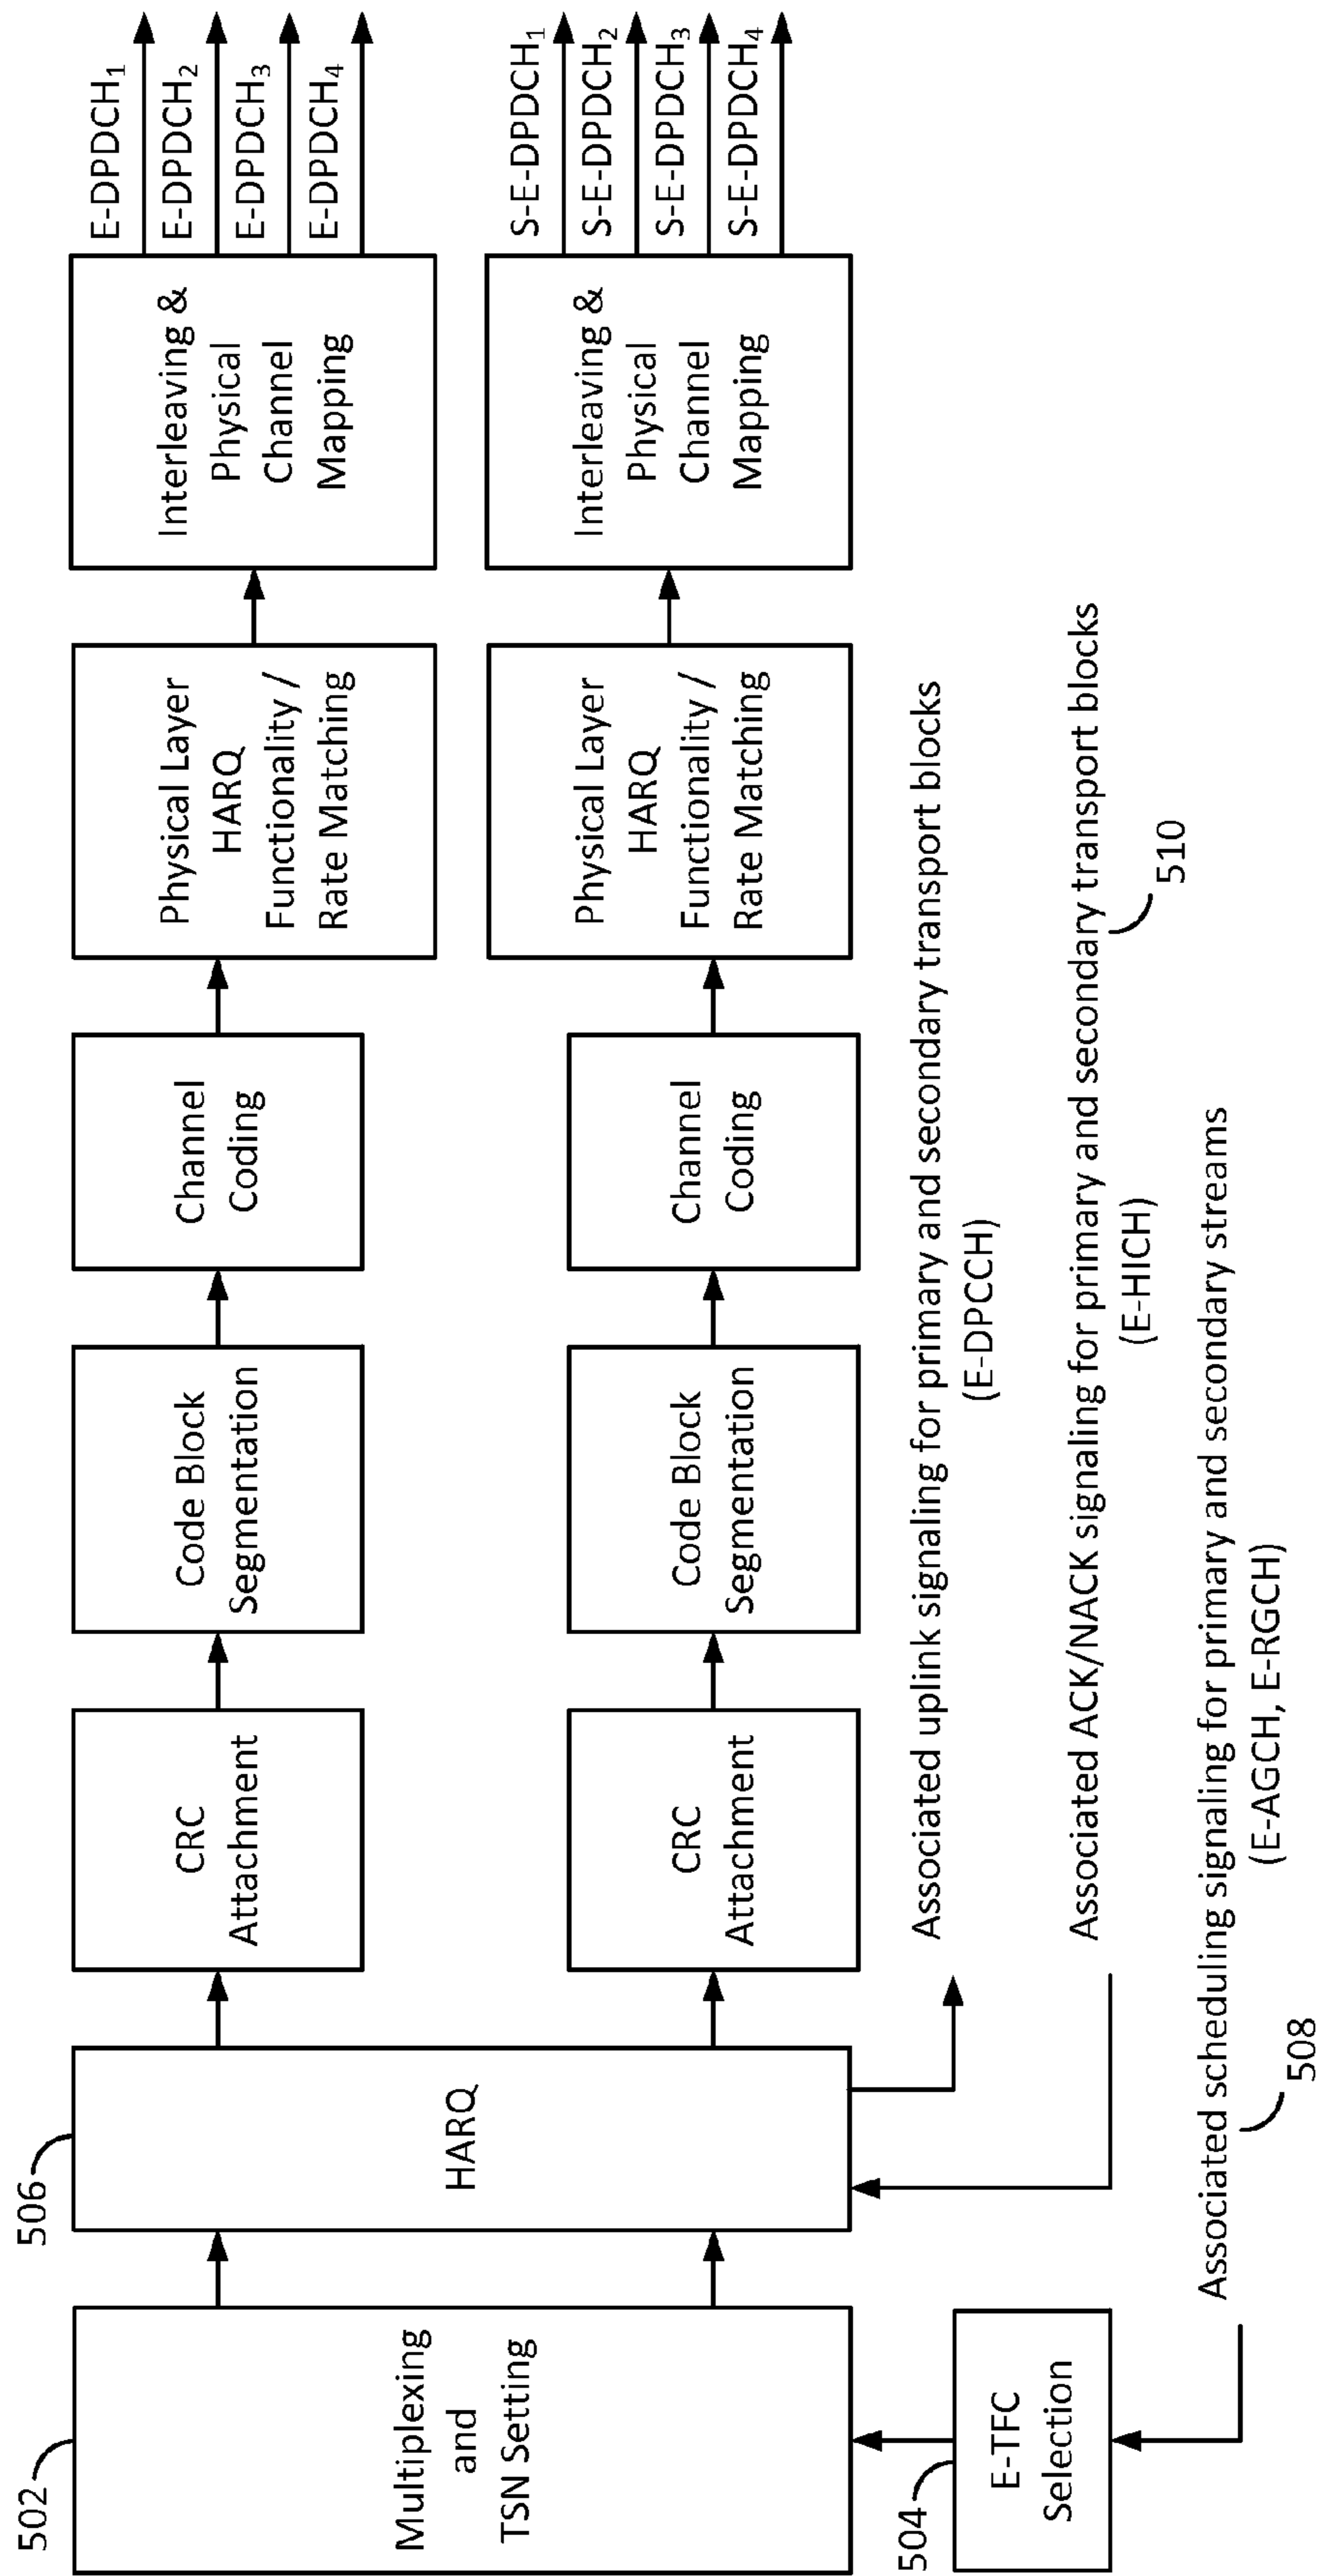 502
Multiplexing
and
TSN Setting
504
E-TFC
Selection
506
HARQ
CRC
Attachment
Code Block
Segmentation
Channel
Coding
Physical Layer
HARQ
Functionality /
Rate Matching
Interleaving &
Physical
Channel
Mapping
E-DPDCH1
E-DPDCH2
E-DPDCH3
E-DPDCH4
CRC
Attachment
Code Block
Segmentation
Channel
Coding
Physical Layer
HARQ
Functionality /
Rate Matching
Interleaving &
Physical
Channel
Mapping
S-E-DPDCH1
S-E-DPDCH2
S-E-DPDCH3
S-E-DPDCH4
Associated uplink signaling for primary and secondary transport blocks
(E-DPCCH)
Associated ACK/NACK signaling for primary and secondary transport blocks
(E-HICH)
510
Associated scheduling signaling for primary and secondary streams
(E-AGCH, E-RGCH)
508